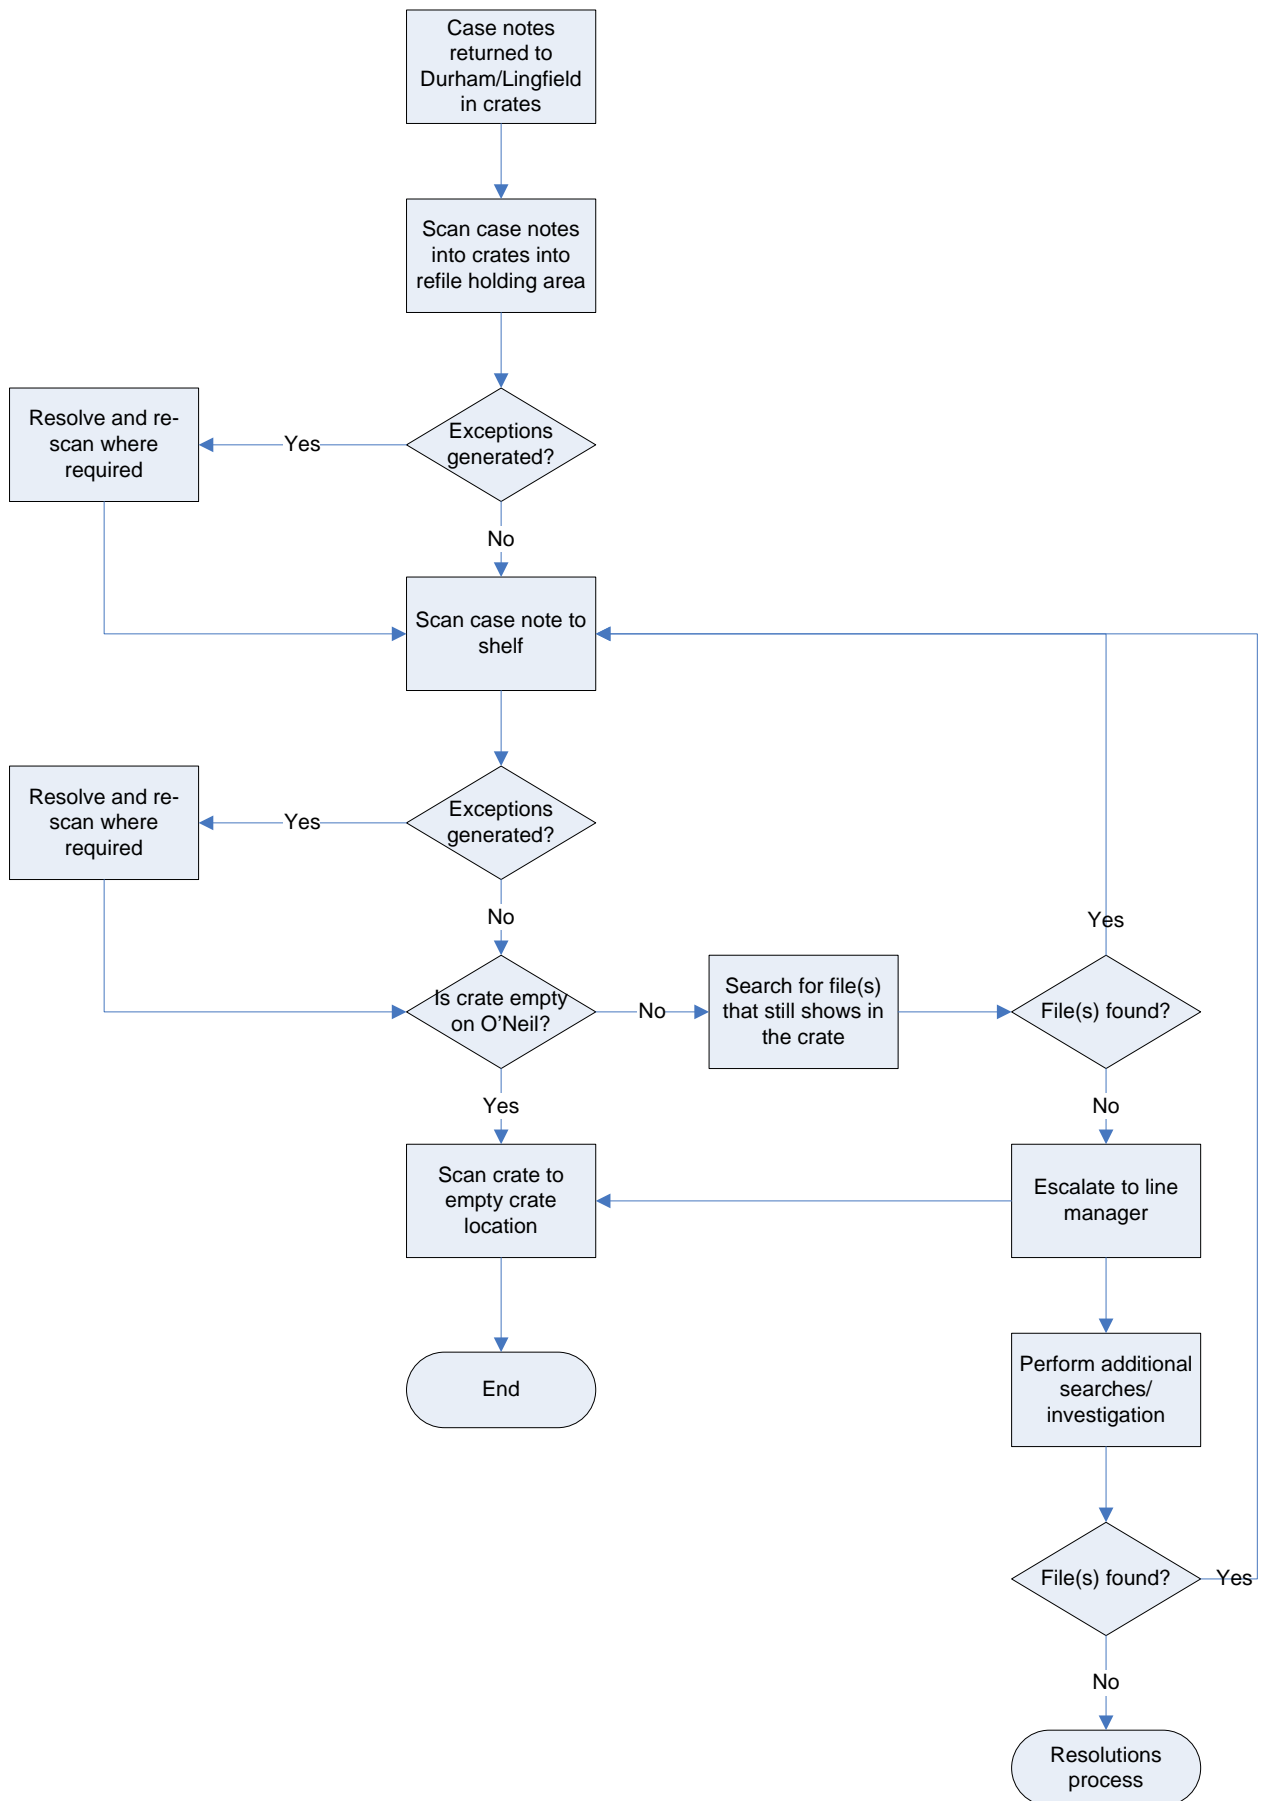 Case notes
returned to
Durham/Lingfield
in crates
Scan case notes
into crates into
refile holding area
Resolve and re-
scan where
required
Yes
Exceptions
generated?
No
Scan case note to
shelf
Resolve and re-
scan where
required
Yes
Exceptions
generated?
No
Is crate empty
on O'Neil?
No
Search for file(s)
that still shows in
the crate
Yes
File(s) found?
Yes
No
Scan crate to
empty crate
location
Escalate to line
manager
End
Perform additional
searches/
investigation
File(s) found?
Yes
No
Resolutions
process